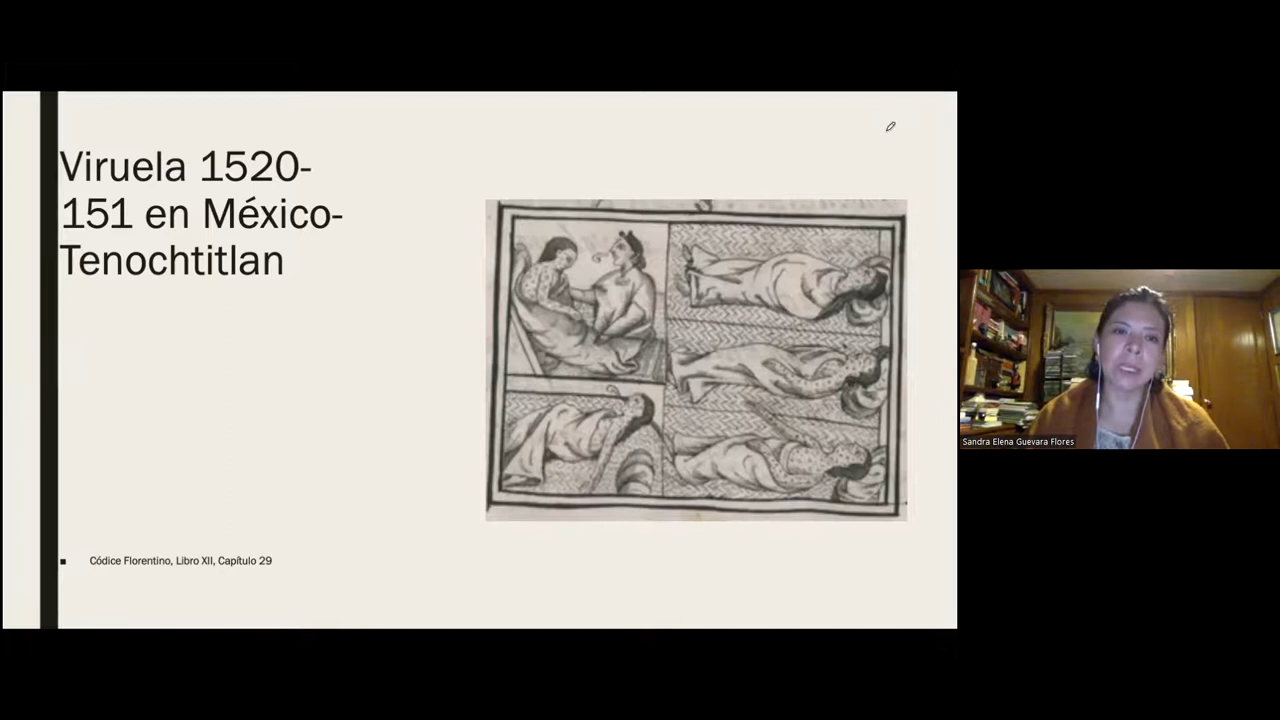 Viruela 1520-
151 en México-
Tenochtitlan
Códice Florentino, Libro XII, Capítulo 29
Sandra Elena Guevara Flores